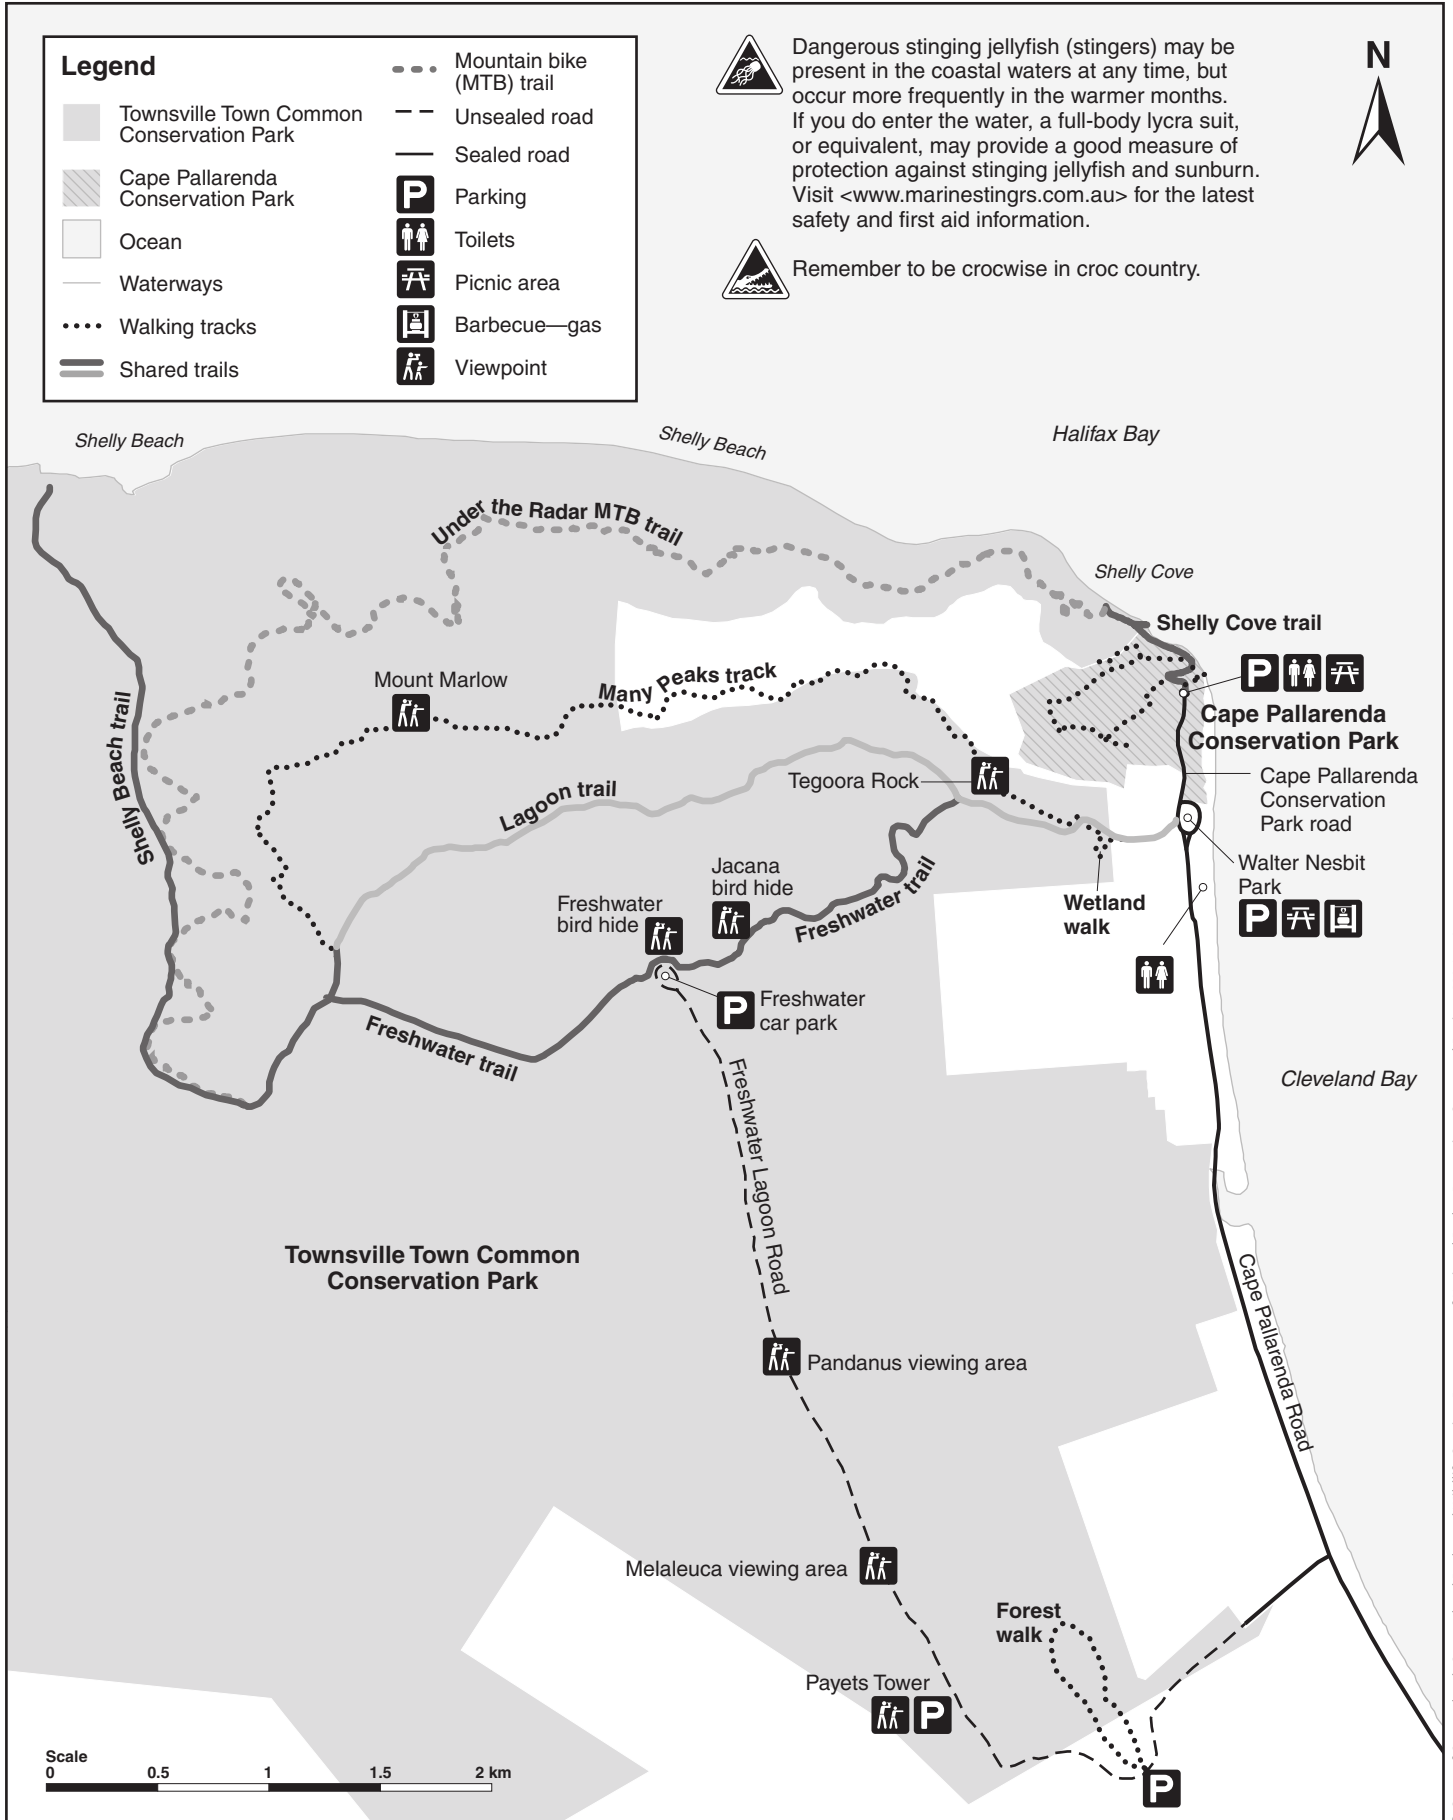 Legend
Townsville Town Common
Conservation Park
Cape Pallarenda
Conservation Park
Ocean
Waterways
Walking tracks
Shared trails
Mountain bike
(MTB) trail
Unsealed road
Sealed road
P
Parking
Toilets
Picnic area
Barbecue—gas
Viewpoint
Dangerous stinging jellyfish (stingers) may be
present in the coastal waters at any time, but
occur more frequently in the warmer months.
If you do enter the water, a full-body lycra suit,
or equivalent, may provide a good measure of
protection against stinging jellyfish and sunburn.
Visit <www.marinestingrs.com.au> for the latest
safety and first aid information.
Remember to be crocwise in croc country.
N
Shelly Beach
Shelly Beach
Halifax Bay
Under the Radar MTB trail
Shelly Cove
Shelly Cove trail
P
Mount Marlow
Many Peaks track
Cape Pallarenda
Conservation Park
Shelly Beach trail
Lagoon trail
Tegoora Rock
Cape Pallarenda
Conservation
Park road
Jacana
bird hide
Freshwater
bird hide
Freshwater trail
Wetland
walk
Walter Nesbit
Park
P
P
Freshwater
car park
Freshwater trail
Cleveland Bay
Freshwater Lagoon Road
Townsville Town Common
Conservation Park
Cape Pallarenda Road
Pandanus viewing area
Melaleuca viewing area
Forest
walk
Payets Tower
P
P
Scale
0 0.5 1 1.5 2 km